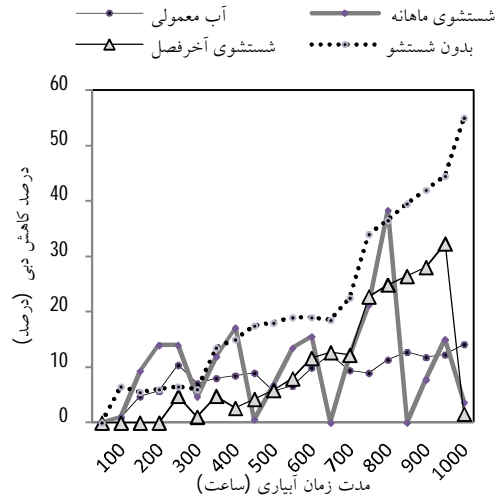 آب معمولی
شستشوی ماهانه
شستشوی آخرفصل
بدون شستشو
60
50
40
30
20
10
0
درصد کاهش دبی (درصد)
100 200 300 400 500 600 700 800 900 1000
مدت زمان آبیاری (ساعت)